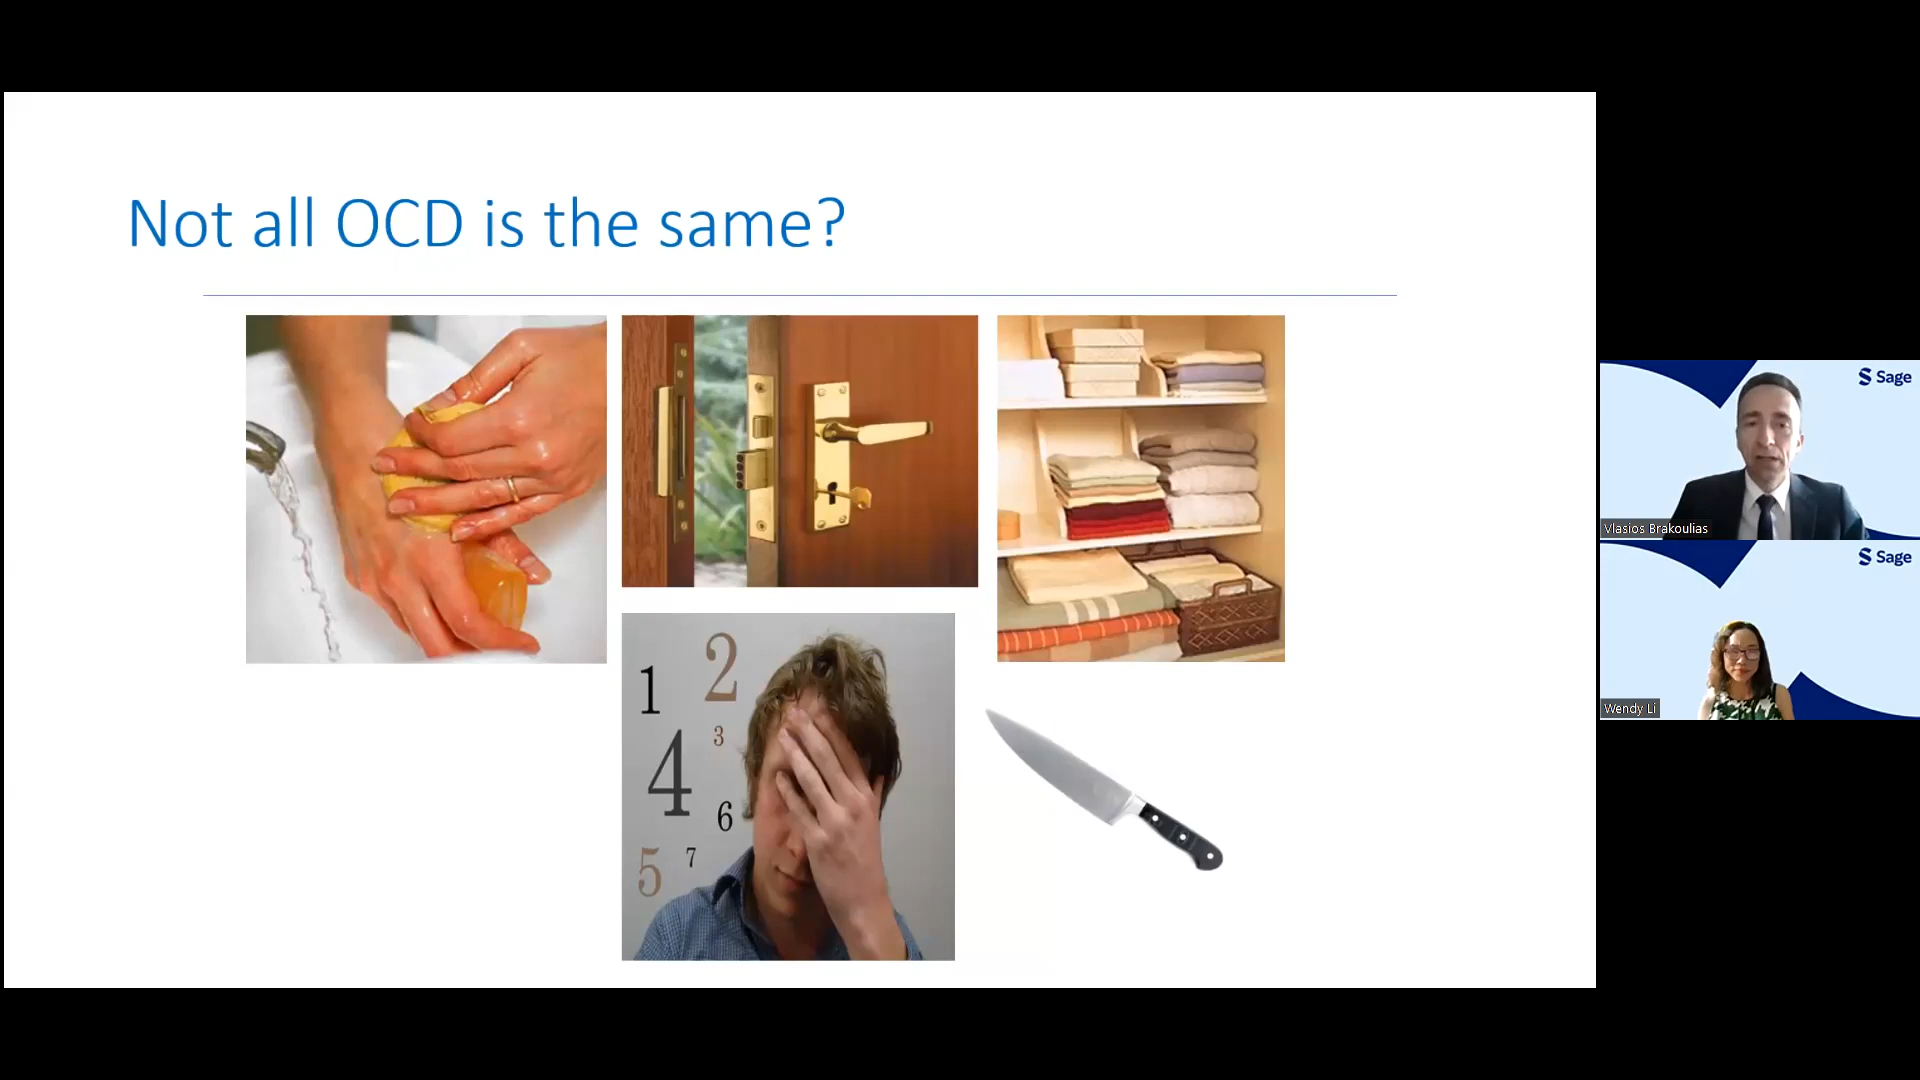 Not all OCD is the same?
1
2
3
4
6
5
7
Sage
Vlasios Brakoulias
Sage
Wendy Li